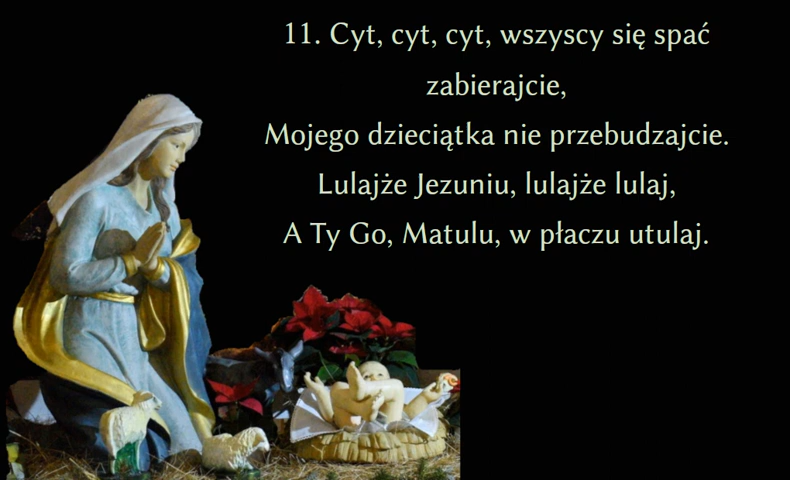 11. Cyt, cyt, cyt, wszyscy się spać
zabierajcie,
Mojego dzieciątka nie przebudzajcie.
Lulajże Jezuniu, lulajże lulaj,
A Ty Go, Matulu, w płaczu utulaj.